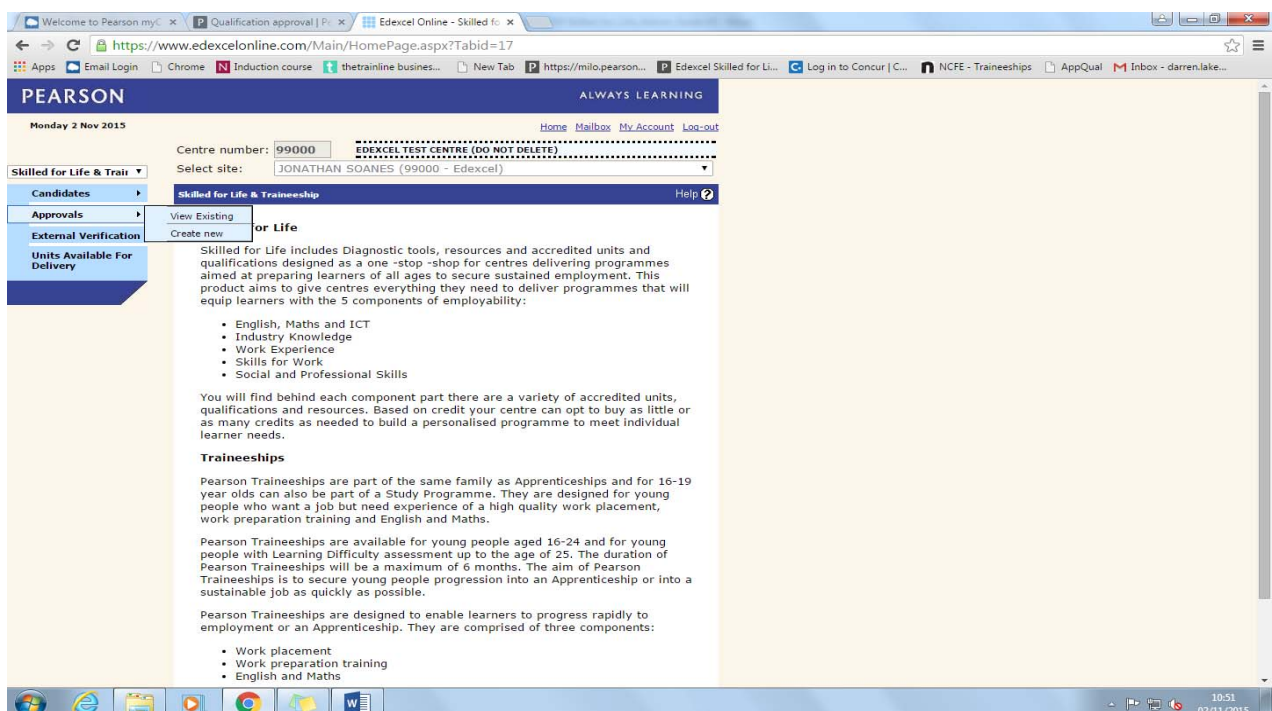 Welcome to Pearson myC
Qualification approval | P
Edexcel Online - Skilled fo
https://www.edexcelonline.com/Main/HomePage.aspx?Tabid=17
Apps Email Login Chrome Induction course thetrainline busines... New Tab https://milo.pearson... Edexcel Skilled for Li... Log in to Concur | C... NCFE - Traineeships AppQual Inbox - darren.lake...
PEARSON ALWAYS LEARNING
Monday 2 Nov 2015 Home Mailbox My Account Log-out
Centre number: 99000 EDEXCEL TEST CENTRE (DO NOT DELETE)
Skilled for Life & Train Select site: JONATHAN SOANES (99000 - Edexcel)
Candidates Skilled for Life & Traineeship Help ?
Approvals View Existing
Create new or Life
External Verification
Units Available For
Delivery
Skilled for Life includes Diagnostic tools, resources and accredited units and
qualifications designed as a one -stop -shop for centres delivering programmes
aimed at preparing learners of all ages to secure sustained employment. This
product aims to give centres everything they need to deliver programmes that will
equip learners with the 5 components of employability:
• English, Maths and ICT
• Industry Knowledge
• Work Experience
• Skills for Work
• Social and Professional Skills
You will find behind each component part there are a variety of accredited units,
qualifications and resources. Based on credit your centre can opt to buy as little or
as many credits as needed to build a personalised programme to meet individual
learner needs.
Traineeships
Pearson Traineeships are part of the same family as Apprenticeships and for 16-19
year olds can also be part of a Study Programme. They are designed for young
people who want a job but need experience of a high quality work placement,
work preparation training and English and Maths.
Pearson Traineeships are available for young people aged 16-24 and for young
people with Learning Difficulty assessment up to the age of 25. The duration of
Pearson Traineeships will be a maximum of 6 months. The aim of Pearson
Traineeships is to secure young people progression into an Apprenticeship or into a
sustainable job as quickly as possible.
Pearson Traineeships are designed to enable learners to progress rapidly to
employment or an Apprenticeship. They are comprised of three components:
• Work placement
• Work preparation training
• English and Maths
10:51
02/11/2015